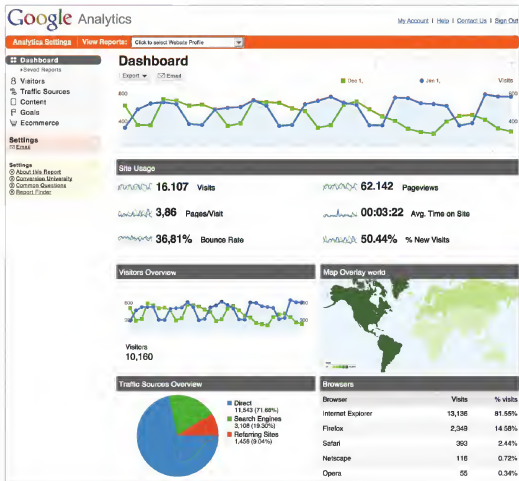 Google Analytics
My Account | Help | Contact Us | Sign Out
Analytics Settings View Reports: Click to select Website Profile
Dashboard
Saved Reports
Visitors
Traffic Sources
Content
Goals
Ecommerce
Settings
Email
Settings
About this Report
Conversion University
Common Questions
Report Finder
Dashboard
Export Email
Dec 1, Jan 1, Visits
800 800
400 400
Site Usage
16.107 Visits
62.142 Pageviews
3,86 Pages/Visit
00:03:22 Avg. Time on Site
36,81% Bounce Rate
50.44% % New Visits
Visitors Overview
Visitors
10,160
Map Overlay world
Traffic Sources Overview
Direct
11,543 (71.66%)
Search Engines
3,108 (19.30%)
Referring Sites
1,456 (9.04%)
Browsers
Browser Visits % visits
Internet Explorer 13,136 81.55%
Firefox 2,349 14.58%
Safari 393 2.44%
Netscape 116 0.72%
Opera 55 0.34%